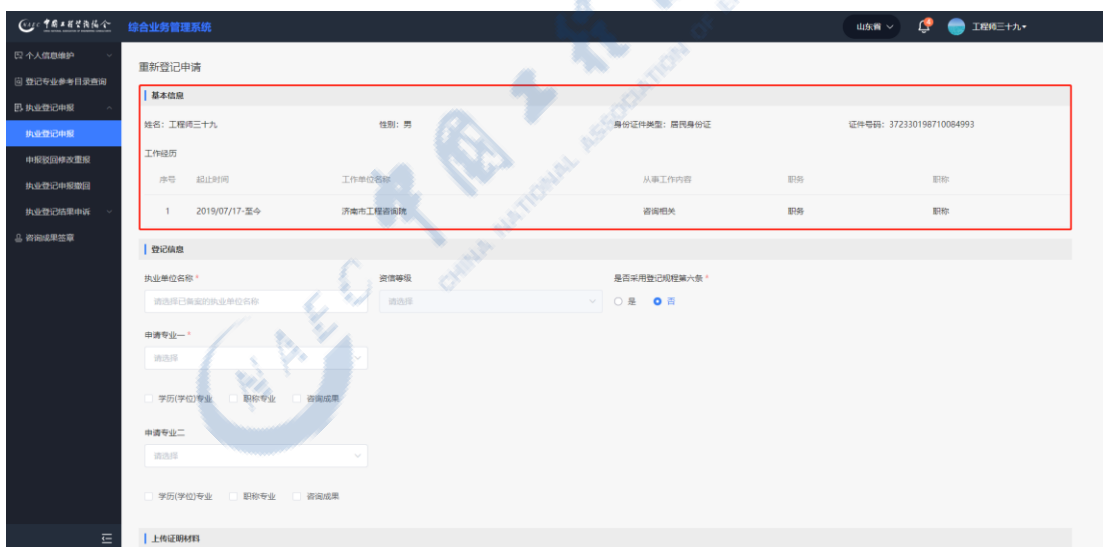 中国工程咨询协会 综合业务管理系统 山东省 工程师三十九
个人信息维护
登记专业参考目录查询
执业登记申报
执业登记申报
申报驳回修改重报
执业登记申报撤回
执业登记结果申诉
咨询成果签章
重新登记申请
基本信息
姓名：工程师三十九 性别：男 身份证件类型：居民身份证 证件号码：372330198710084993
工作经历
序号 起止时间 工作单位名称 从事工作内容 职务 职称
1 2019/07/17-至今 济南市工程咨询院 咨询相关 职务 职称
登记信息
执业单位名称* 资信等级 是否采用登记规程第六条*
请选择已备案的执业单位名称 请选择 是 否
申请专业一*
请选择
学历(学位)专业 职称专业 咨询成果
申请专业二
请选择
学历(学位)专业 职称专业 咨询成果
上传证明材料
CNAEC
CHINA NATIONAL ASSOCIATION OF E